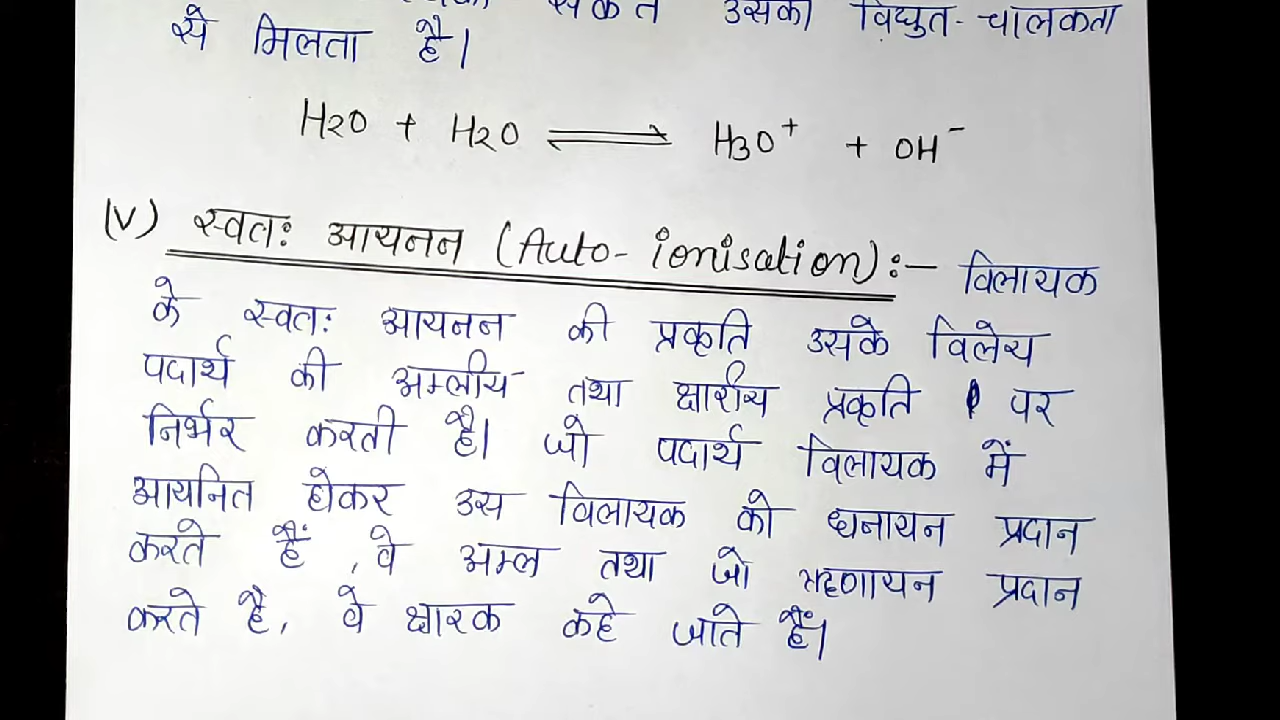 संकेत उसकी विद्युत-चालकता
से मिलता है।
H2O + H2O ⇌ H3O+ + OH-
(V) स्वतः आयनन (Auto-ionisation):- विलायक
के स्वतः आयनन की प्रकृति उसके विलेय
पदार्थ की अम्लीय तथा क्षारीय प्रकृति पर
निर्भर करती है। जो पदार्थ विलायक में
आयनित होकर उस विलायक को धनायन प्रदान
करते हैं, वे अम्ल तथा जो ऋणायन प्रदान
करते है, वे क्षारक कहे जाते हैं।